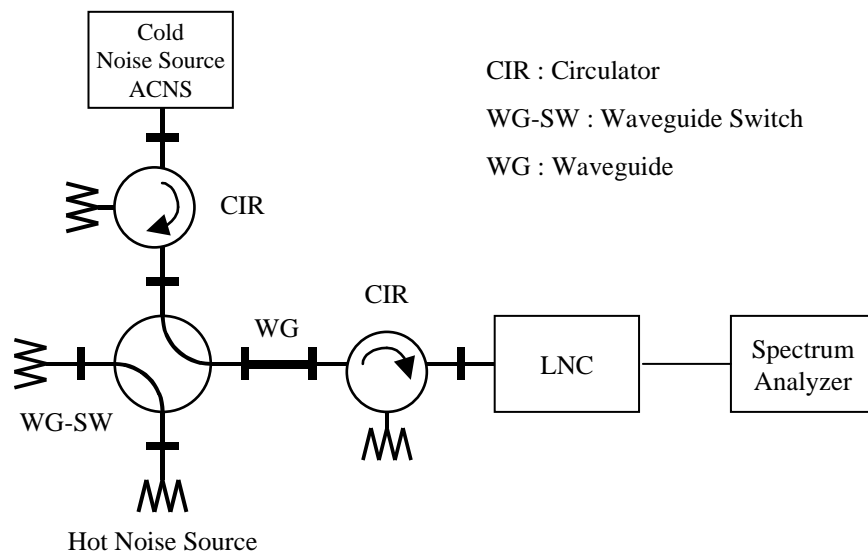 Cold
Noise Source
ACNS
CIR : Circulator
WG-SW : Waveguide Switch
WG : Waveguide
CIR
CIR
WG
LNC
Spectrum
Analyzer
WG-SW
Hot Noise Source